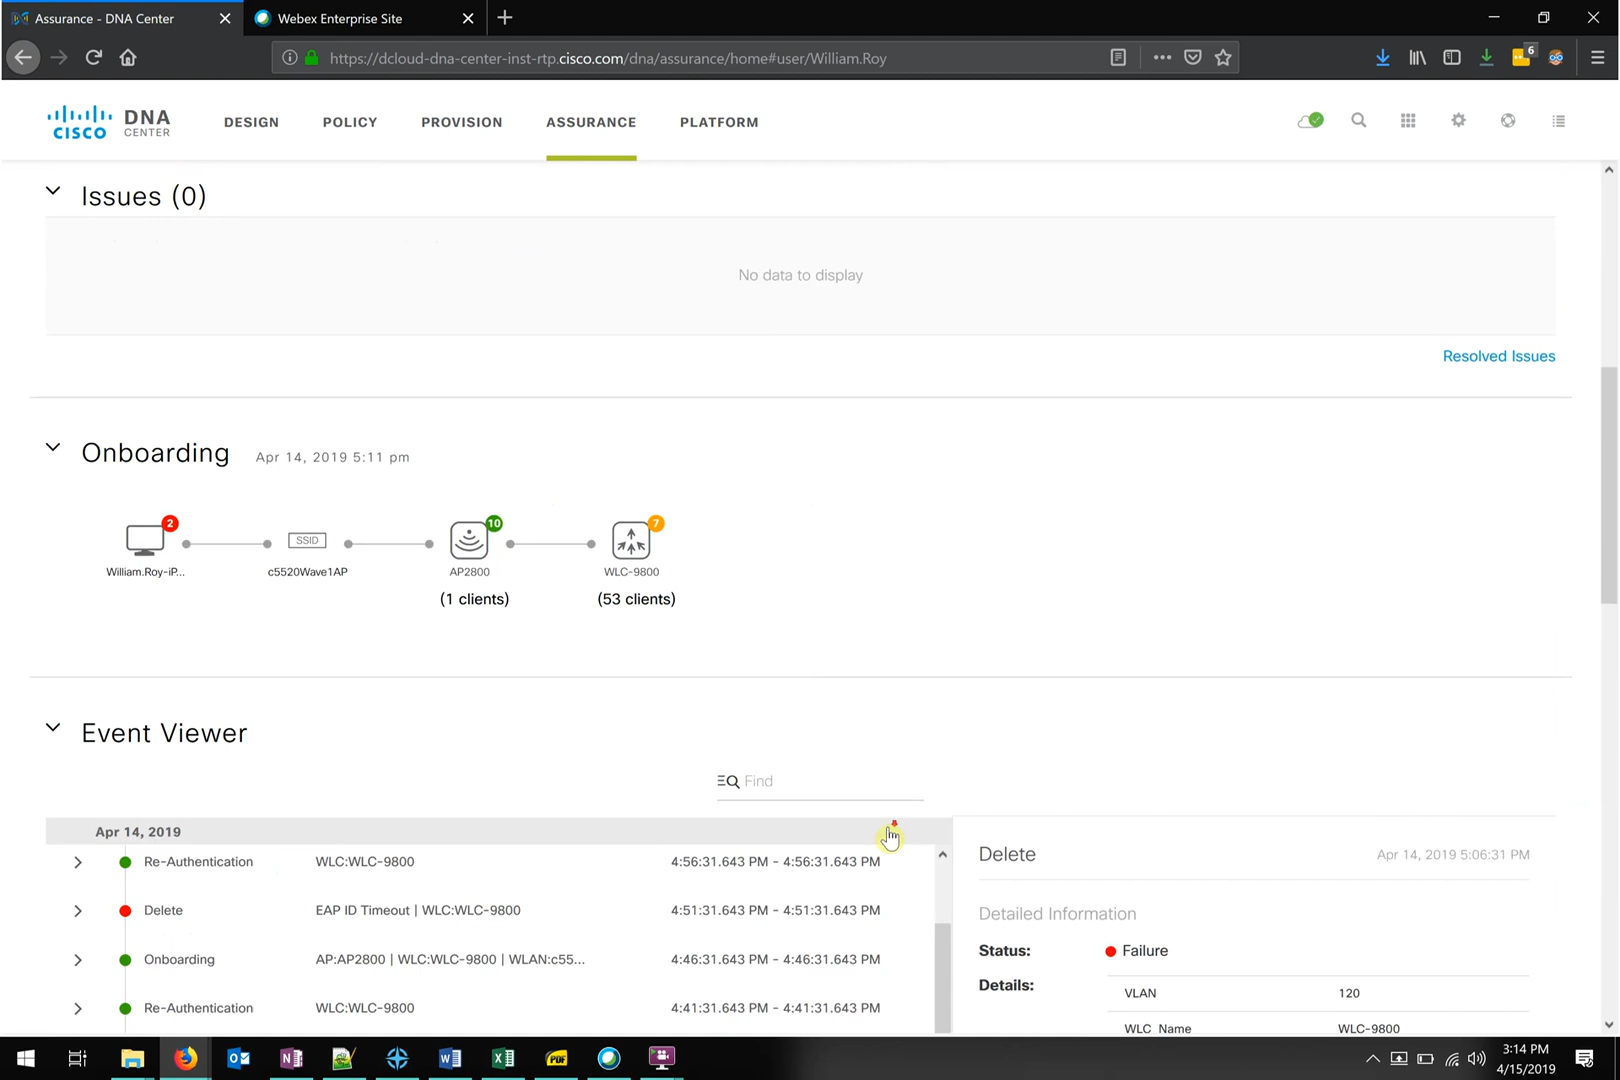 Assurance - DNA Center
Webex Enterprise Site
https://dcloud-dna-center-inst-rtp.cisco.com/dna/assurance/home#user/William.Roy
6
CISCO
DNA
CENTER
DESIGN
POLICY
PROVISION
ASSURANCE
PLATFORM
Issues (0)
No data to display
Resolved Issues
Onboarding
Apr 14, 2019 5:11 pm
2
SSID
10
7
William.Roy-iP...
c5520Wave1AP
AP2800
WLC-9800
(1 clients)
(53 clients)
Event Viewer
Find
Apr 14, 2019
Re-Authentication WLC:WLC-9800 4:56:31.643 PM - 4:56:31.643 PM
Delete EAP ID Timeout | WLC:WLC-9800 4:51:31.643 PM - 4:51:31.643 PM
Onboarding AP:AP2800 | WLC:WLC-9800 | WLAN:c55... 4:46:31.643 PM - 4:46:31.643 PM
Re-Authentication WLC:WLC-9800 4:41:31.643 PM - 4:41:31.643 PM
Delete
Apr 14, 2019 5:06:31 PM
Detailed Information
Status: Failure
Details:
VLAN 120
WLC_Name WLC-9800
PDF
3:14 PM
4/15/2019